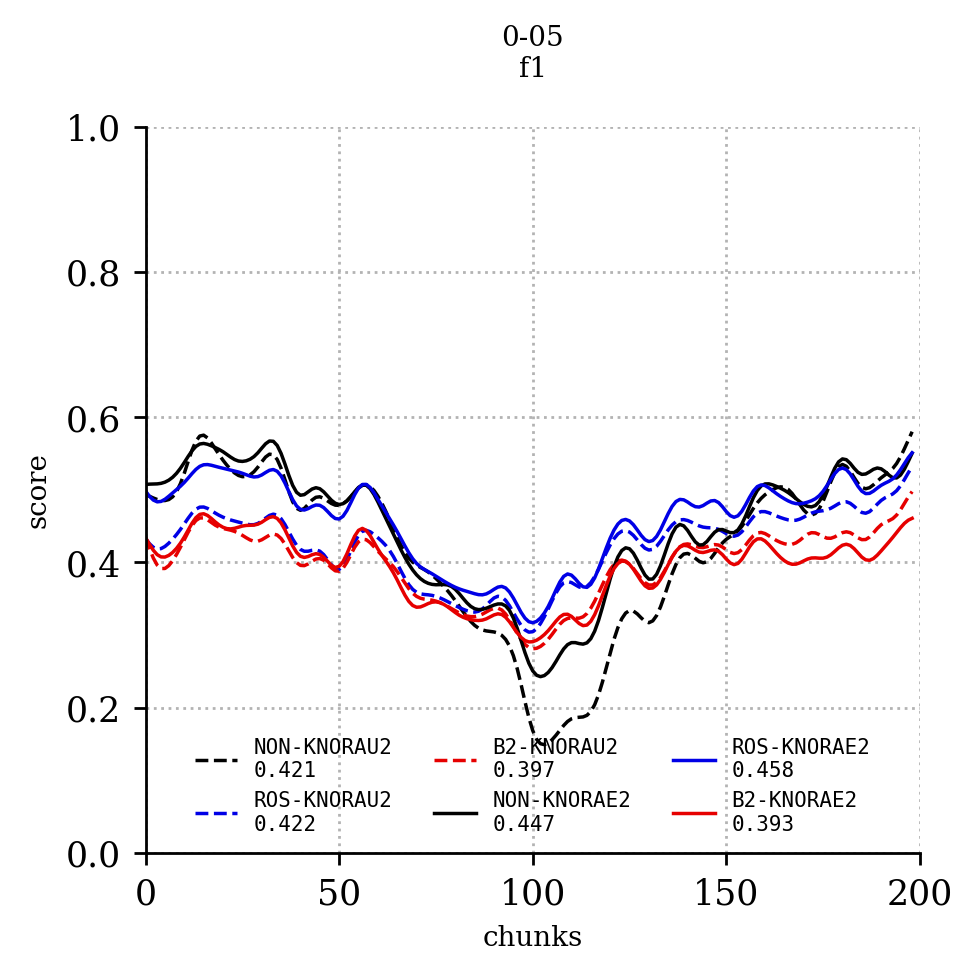 0-05
f1
1.0
0.8
0.6
0.4
0.2
0.0
score
NON-KNORAU2
0.421
ROS-KNORAU2
0.422
B2-KNORAU2
0.397
NON-KNORAE2
0.447
ROS-KNORAE2
0.458
B2-KNORAE2
0.393
0 50 100 150 200
chunks